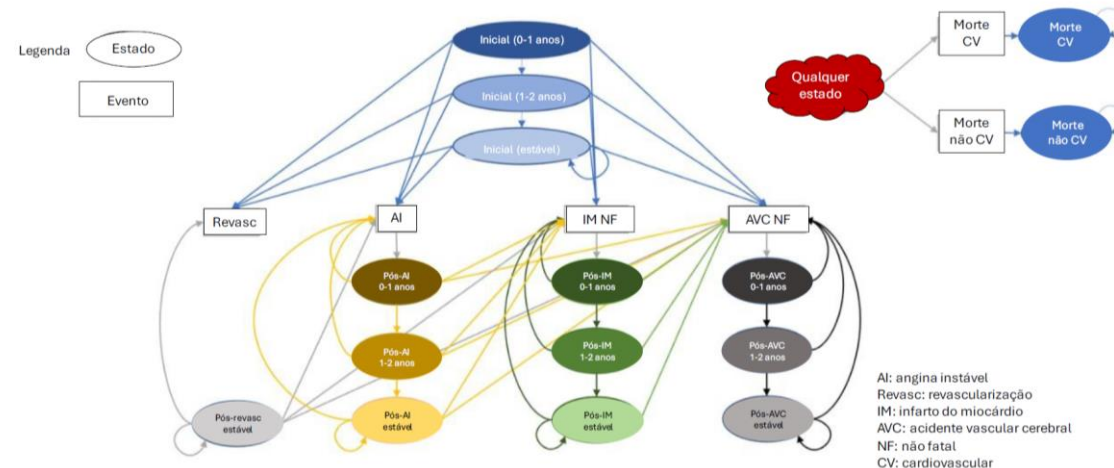 Legenda
Estado
Evento
Inicial (0-1 anos)
Inicial (1-2 anos)
Inicial (estável)
Qualquer
estado
Morte
CV
Morte
CV
Morte
não CV
Morte
não CV
Revasc
AI
IM NF
AVC NF
Pós-AI
0-1 anos
Pós-IM
0-1 anos
Pós-AVC
0-1 anos
Pós-AI
1-2 anos
Pós-IM
1-2 anos
Pós-AVC
1-2 anos
Pós-revasc
estável
Pós-AI
estável
Pós-IM
estável
Pós-AVC
estável
AI: angina instável
Revasc: revascularização
IM: infarto do miocárdio
AVC: acidente vascular cerebral
NF: não fatal
CV: cardiovascular